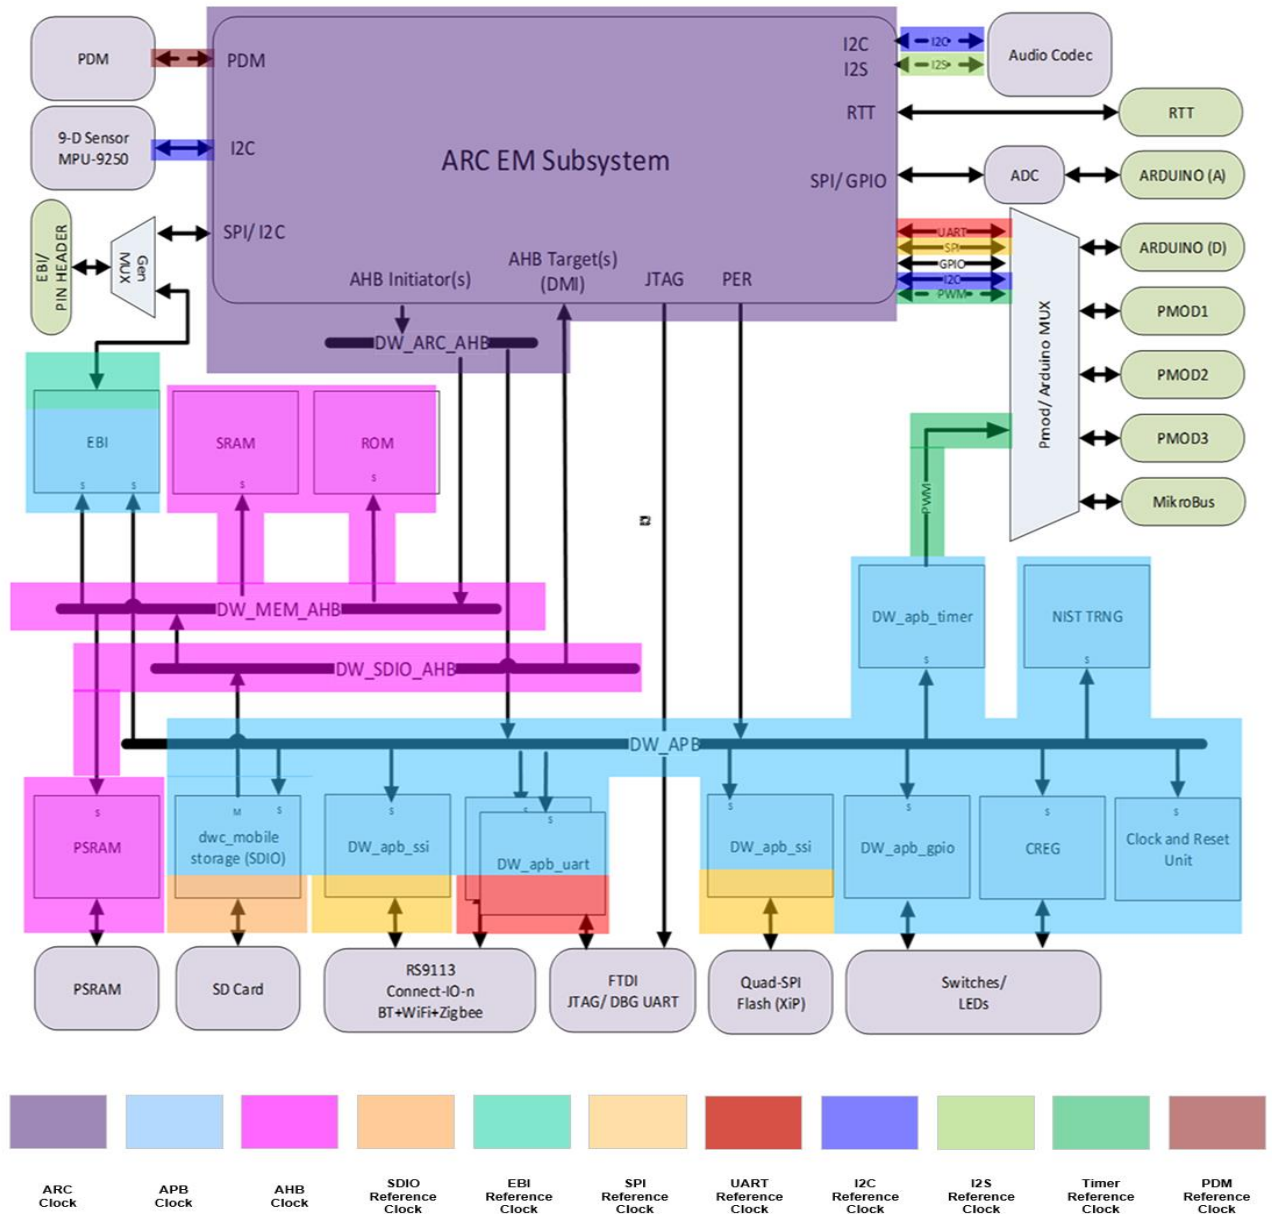 PDM
PDM
I2C
I2S
I2C
I2S
Audio Codec
RTT
RTT
9-D Sensor
MPU-9250
I2C
ARC EM Subsystem
SPI/ GPIO
ADC
ARDUINO (A)
EBI/
PIN HEADER
Gen
MUX
SPI/ I2C
AHB Initiator(s)
AHB Target(s)
(DMI)
JTAG
PER
UART
SPI
GPIO
I2C
PWM
Pmod/ Arduino MUX
ARDUINO (D)
PMOD1
PMOD2
PMOD3
MikroBus
DW_ARC_AHB
EBI
S
S
SRAM
S
ROM
S
PWM
DW_MEM_AHB
DW_SDIO_AHB
DW_apb_timer
S
NIST TRNG
S
DW_APB
S
PSRAM
M
S
dwc_mobile
storage (SDIO)
S
DW_apb_ssi
S
S
DW_apb_uart
S
DW_apb_ssi
S
DW_apb_gpio
S
CREG
S
Clock and Reset
Unit
PSRAM
SD Card
RS9113
Connect-IO-n
BT+WiFi+Zigbee
FTDI
JTAG/ DBG UART
Quad-SPI
Flash (XiP)
Switches/
LEDs
ARC
Clock
APB
Clock
AHB
Clock
SDIO
Reference
Clock
EBI
Reference
Clock
SPI
Reference
Clock
UART
Reference
Clock
I2C
Reference
Clock
I2S
Reference
Clock
Timer
Reference
Clock
PDM
Reference
Clock